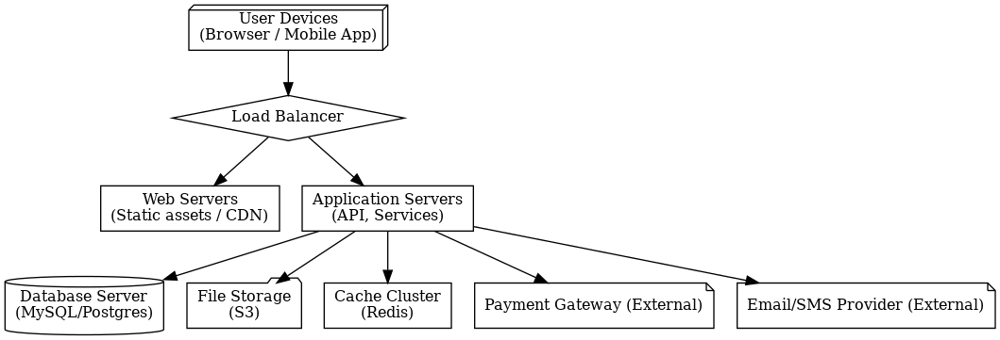 User Devices
(Browser / Mobile App)
Load Balancer
Web Servers
(Static assets / CDN)
Application Servers
(API, Services)
Database Server
(MySQL/Postgres)
File Storage
(S3)
Cache Cluster
(Redis)
Payment Gateway (External)
Email/SMS Provider (External)